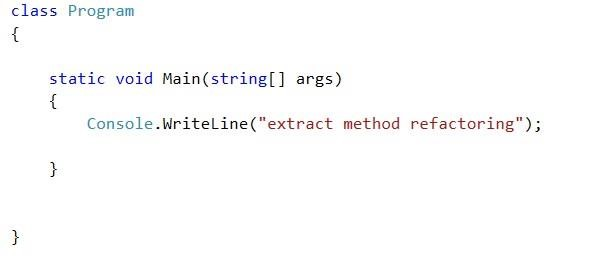 class Program
{
static void Main(string[] args)
{
Console.WriteLine("extract method refactoring");
}
}